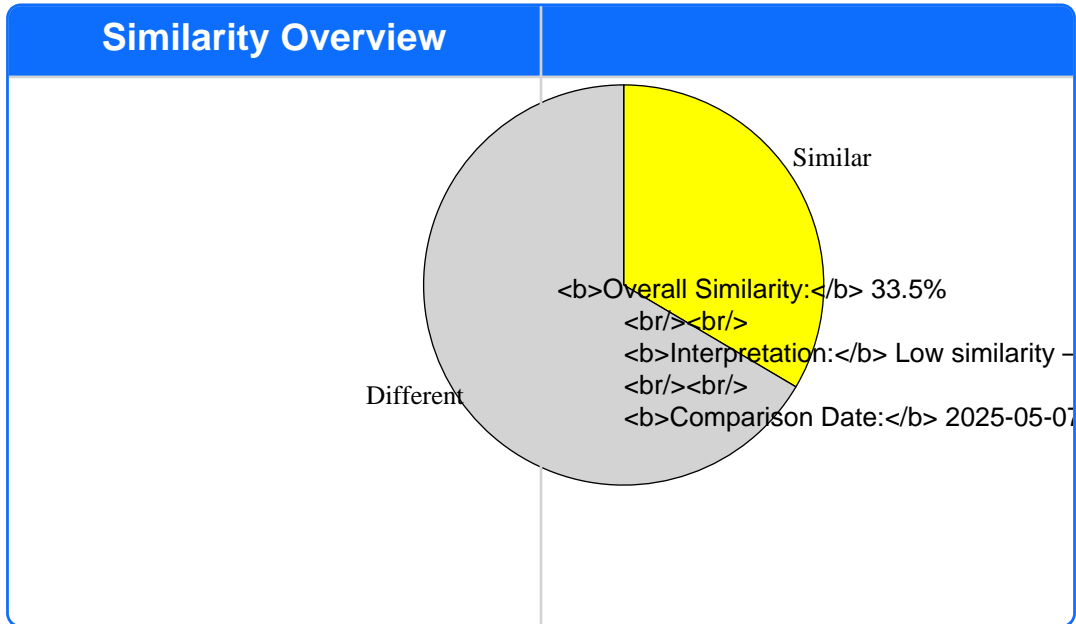 Similarity Overview
Similar
<b>Overall Similarity:</b> 33.5%
<br/><br/>
<b>Interpretation:</b> Low similarity –
<br/><br/>
Different
<b>Comparison Date:</b> 2025-05-07